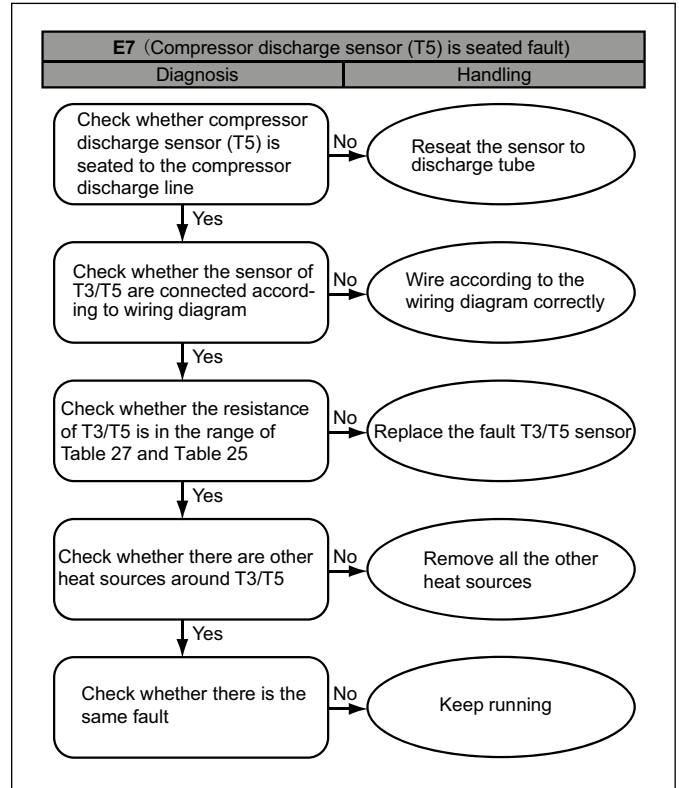 E7（Compressor discharge sensor (T5) is seated fault)
Diagnosis
Handling
Check whether compressor
discharge sensor (T5) is
seated to the compressor
discharge line
No
Reseat the sensor to
discharge tube
Yes
Check whether the sensor of
T3/T5 are connected accord-
ing to wiring diagram
No
Wire according to the
wiring diagram correctly
Yes
Check whether the resistance
of T3/T5 is in the range of
Table 27 and Table 25
No
Replace the fault T3/T5 sensor
Yes
Check whether there are other
heat sources around T3/T5
No
Remove all the other
heat sources
Yes
Check whether there is the
same fault
No
Keep running